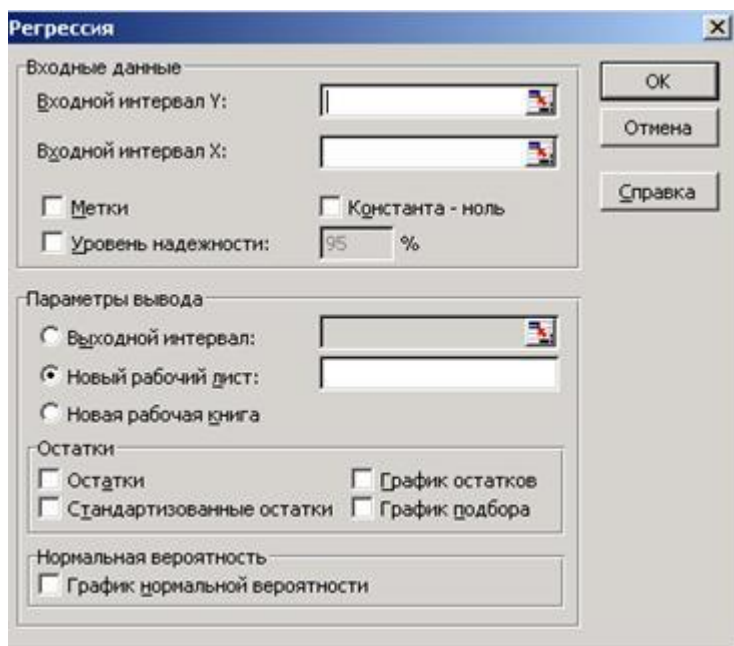 Регрессия
Входные данные
Входной интервал Y:
Входной интервал X:
Метки
Константа - ноль
Уровень надежности:
95 %
OK
Отмена
Справка
Параметры вывода
Выходной интервал:
Новый рабочий лист:
Новая рабочая книга
Остатки
Остатки
График остатков
Стандартизованные остатки
График подбора
Нормальная вероятность
График нормальной вероятности